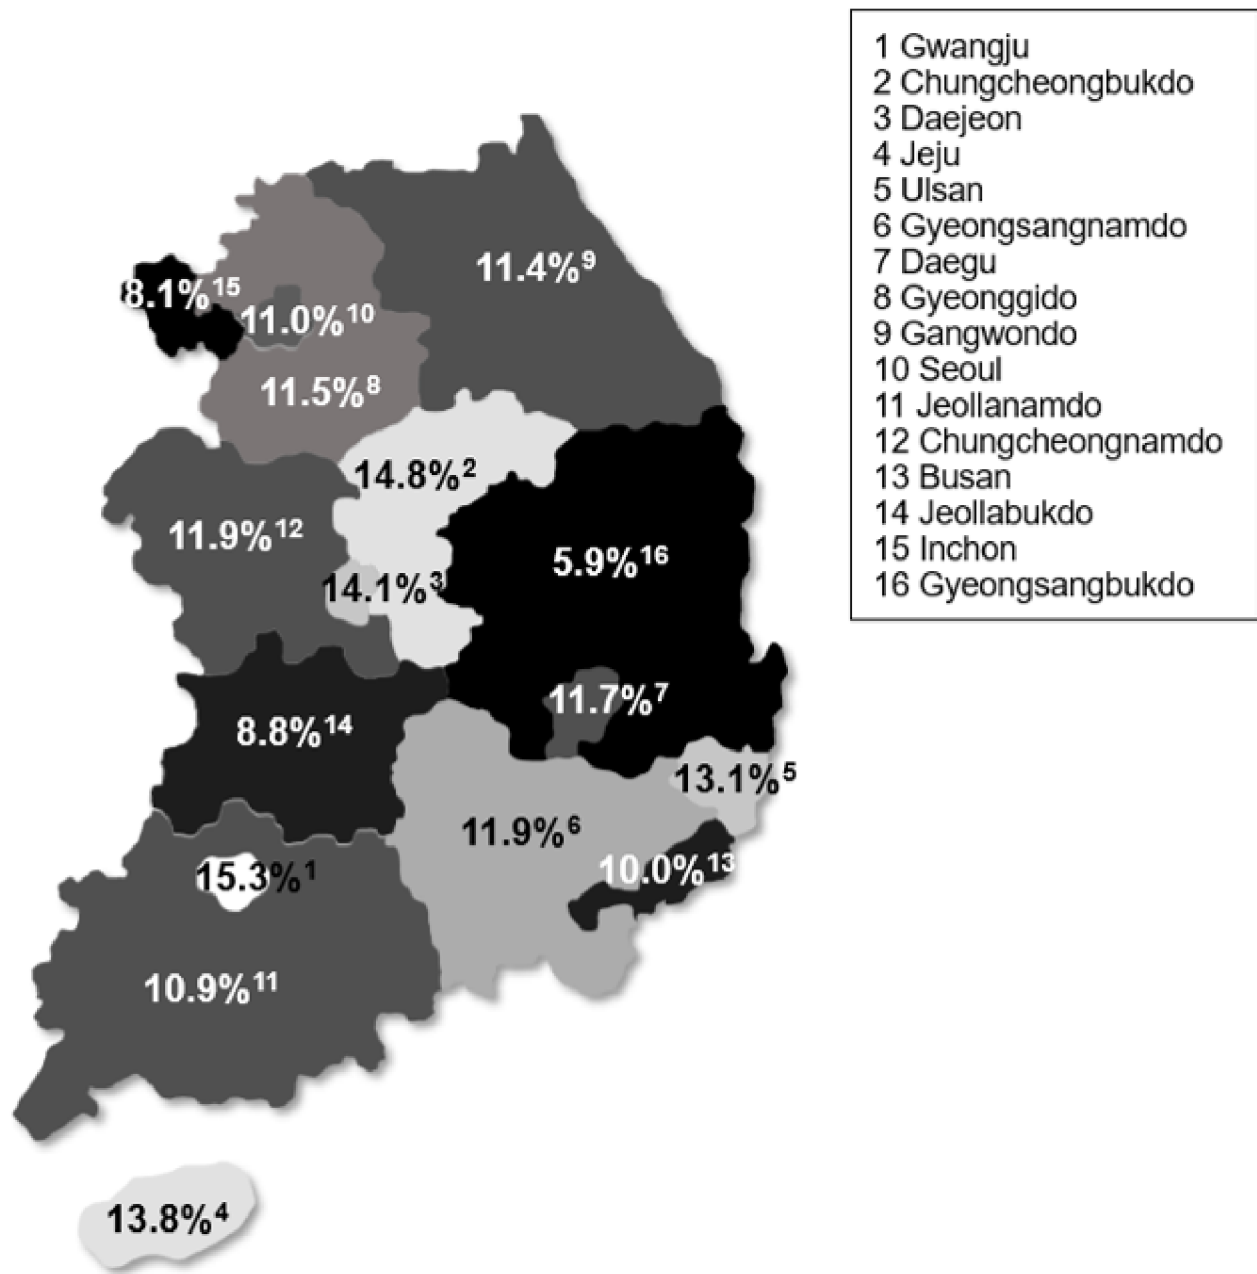 1 Gwangju
2 Chungcheongbukdo
3 Daejeon
4 Jeju
5 Ulsan
6 Gyeongsangnamdo
7 Daegu
8 Gyeonggido
9 Gangwondo
10 Seoul
11 Jeollanamdo
12 Chungcheongnamdo
13 Busan
14 Jeollabukdo
15 Inchon
16 Gyeongsangbukdo
11.4%⁹
8.1%¹⁵
11.0%¹⁰
11.5%⁸
14.8%²
11.9%¹²
5.9%¹⁶
14.1%³
11.7%⁷
8.8%¹⁴
13.1%⁵
11.9%⁶
10.0%¹³
15.3%¹
10.9%¹¹
13.8%⁴